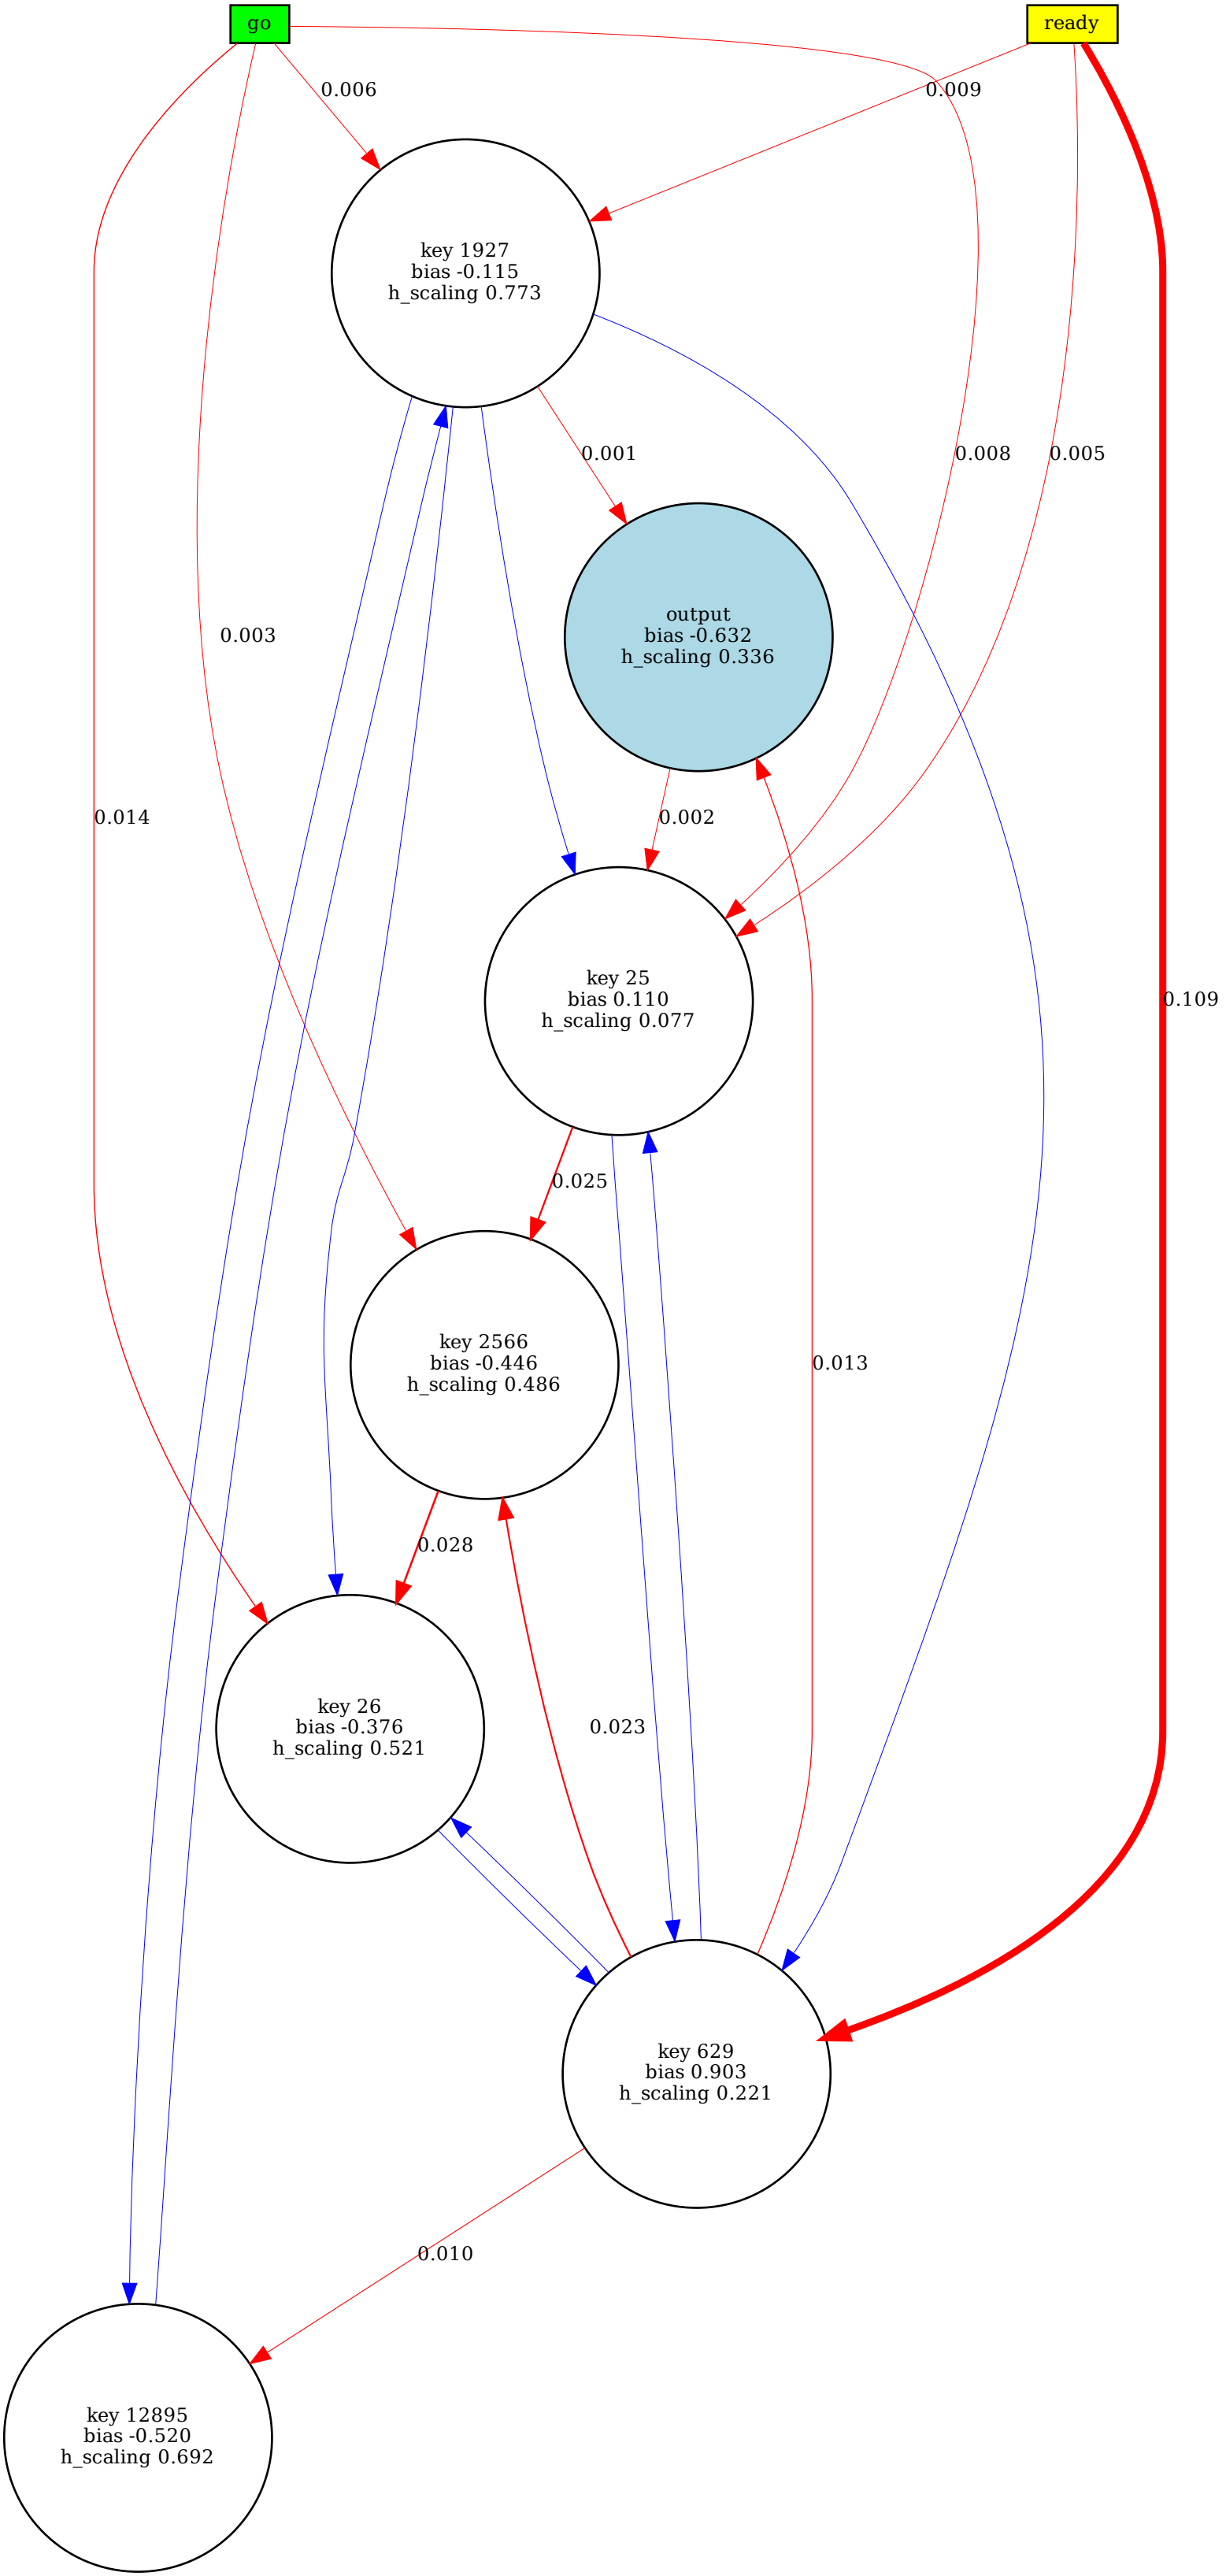 go
ready
0.006
0.009
key 1927
bias -0.115
h_scaling 0.773
0.001
0.008
0.005
output
bias -0.632
h_scaling 0.336
0.003
0.014
0.002
key 25
bias 0.110
h_scaling 0.077
0.109
0.025
key 2566
bias -0.446
h_scaling 0.486
0.013
0.028
key 26
bias -0.376
h_scaling 0.521
0.023
key 629
bias 0.903
h_scaling 0.221
0.010
key 12895
bias -0.520
h_scaling 0.692